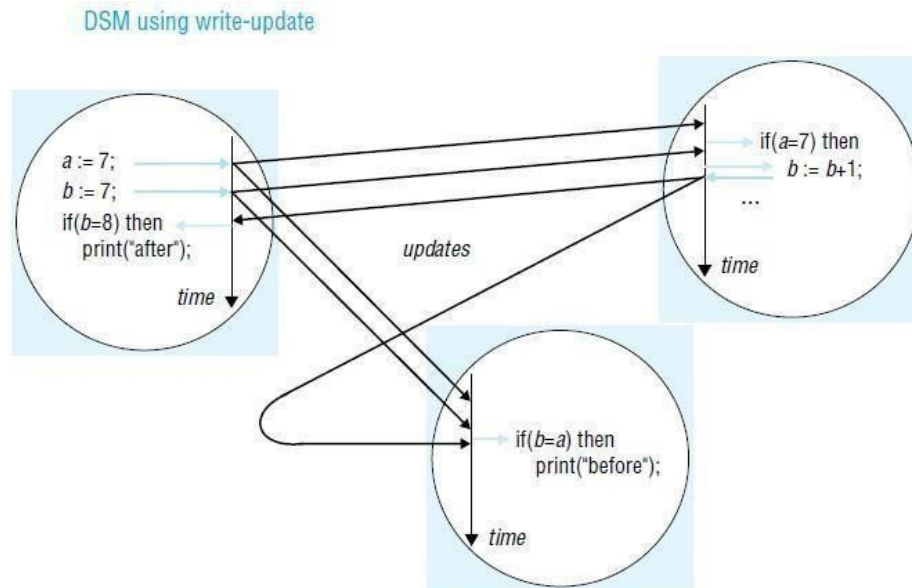 DSM using write-update
a := 7;
b := 7;
if(b=8) then
print("after");
time
updates
if(a=7) then
b := b+1;
...
time
if(b=a) then
print("before");
time